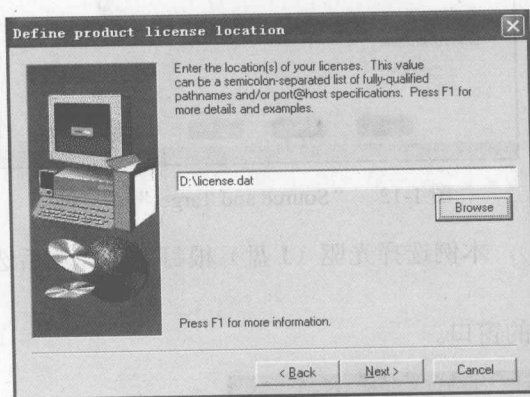 Define product license location
Enter the location(s) of your licenses. This value
can be a semicolon-separated list of fully-qualified
pathnames and/or port@host specifications. Press F1 for
more details and examples.
D:\license.dat
Browse
Press F1 for more information.
< Back
Next >
Cancel